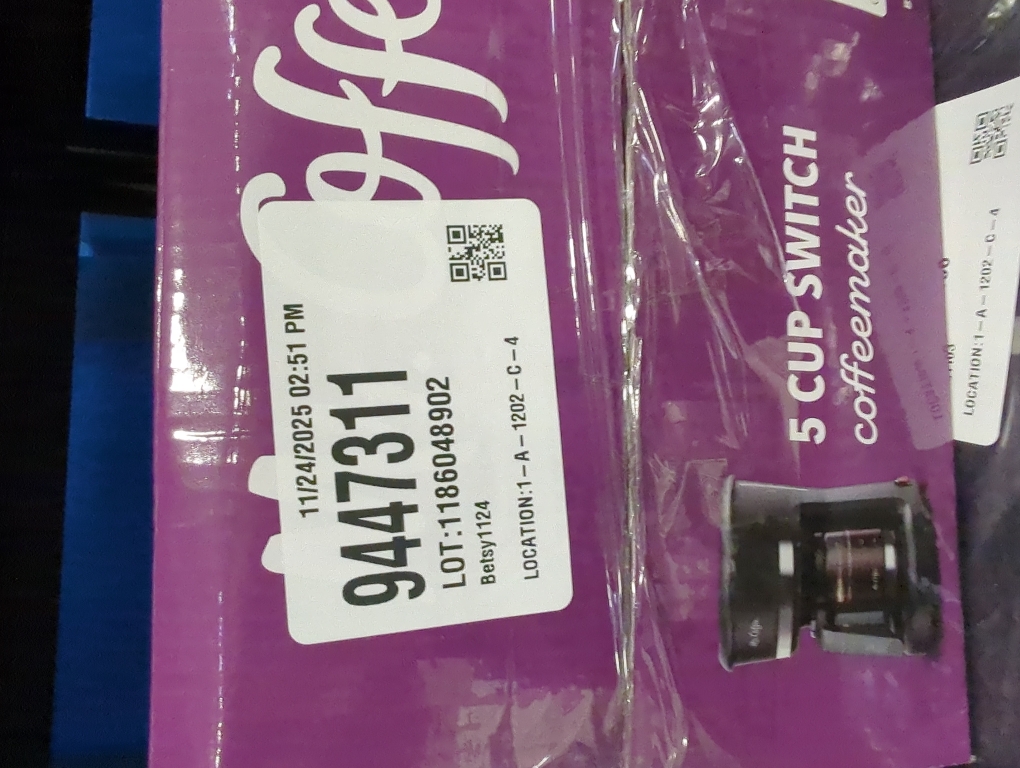 Coffe
11/24/2025 02:51 PM
9447311
LOT:1186048902
Betsy1124
LOCATION:1-A-1202-C-4
5 CUP SWITCH
coffeemaker
LOCATION:1-A-1202-C-4